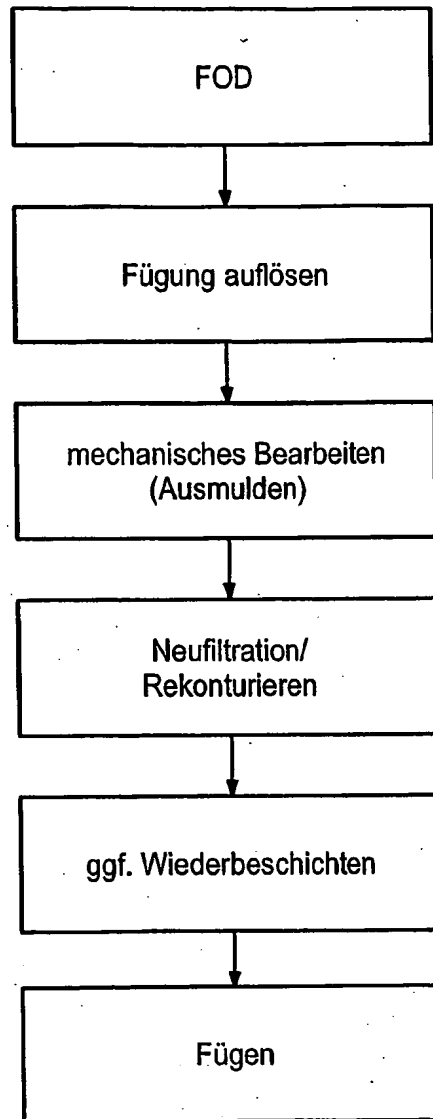 FOD
Fügung auflösen
mechanisches Bearbeiten
(Ausmulden)
Neufiltration/
Rekonturieren
ggf. Wiederbeschichten
Fügen